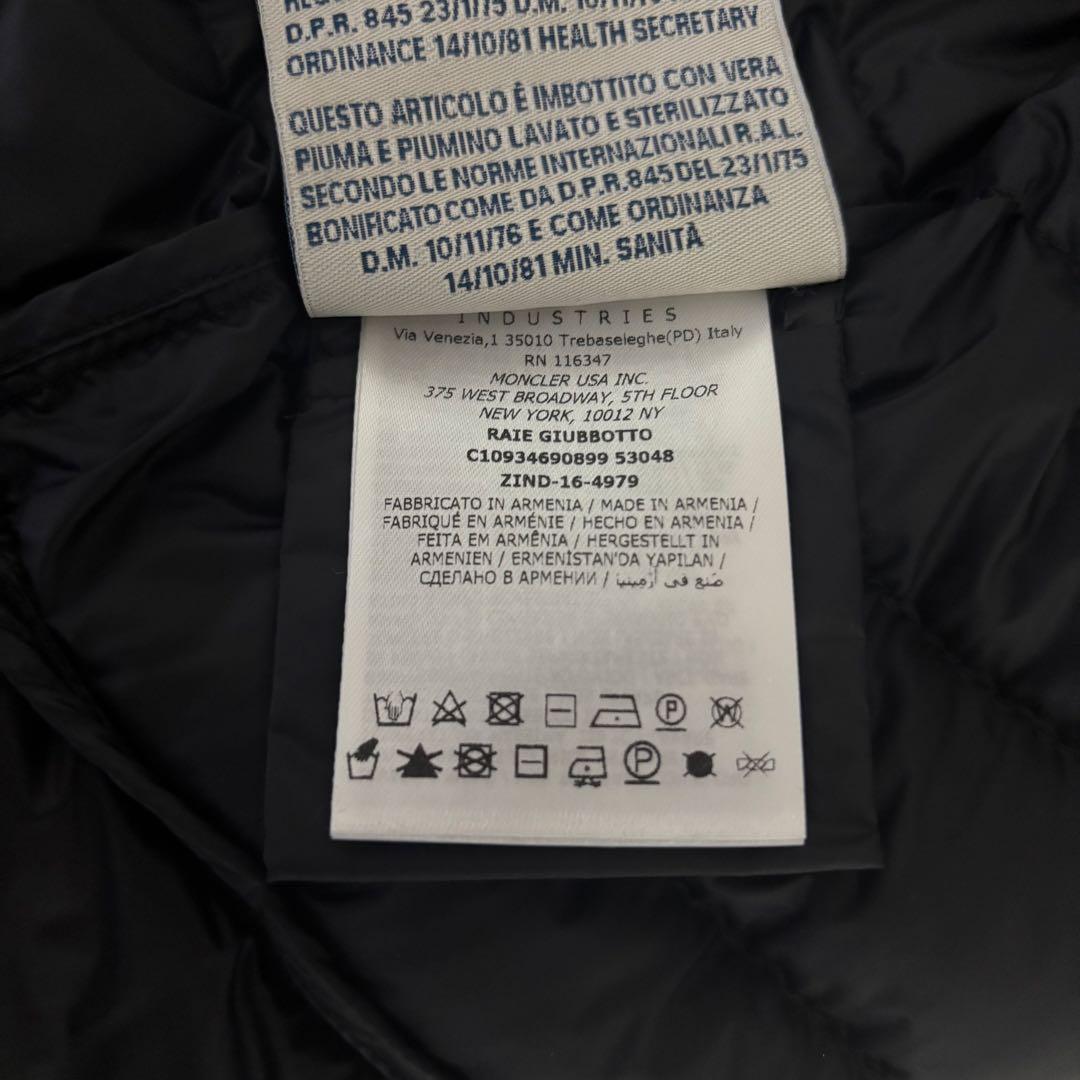 D.P.R. 845 23/1/75 D.M. 10/11/76
ORDINANCE 14/10/81 HEALTH SECRETARY
QUESTO ARTICOLO È IMBOTTITO CON VERA
PIUMA E PIUMINO LAVATO E STERILIZZATO
SECONDO LE NORME INTERNAZIONALI R.A.L.
BONIFICATO COME DA D.P.R. 845 DEL 23/1/75
D.M. 10/11/76 E COME ORDINANZA
14/10/81 MIN. SANITÀ
INDUSTRIES
Via Venezia,1 35010 Trebaseleghe(PD) Italy
RN 116347
MONCLER USA INC.
375 WEST BROADWAY, 5TH FLOOR
NEW YORK, 10012 NY
RAIE GIUBBOTTO
C10934690899 53048
ZIND-16-4979
FABBRICATO IN ARMENIA / MADE IN ARMENIA /
FABRIQUÉ EN ARMÉNIE / HECHO EN ARMENIA /
FEITA EM ARMÊNIA / HERGESTELLT IN
ARMENIEN / ERMENİSTAN'DA YAPILAN /
СДЕЛАНО В АРМЕНИИ / صُنع في أرْمِينيا
P
W
P